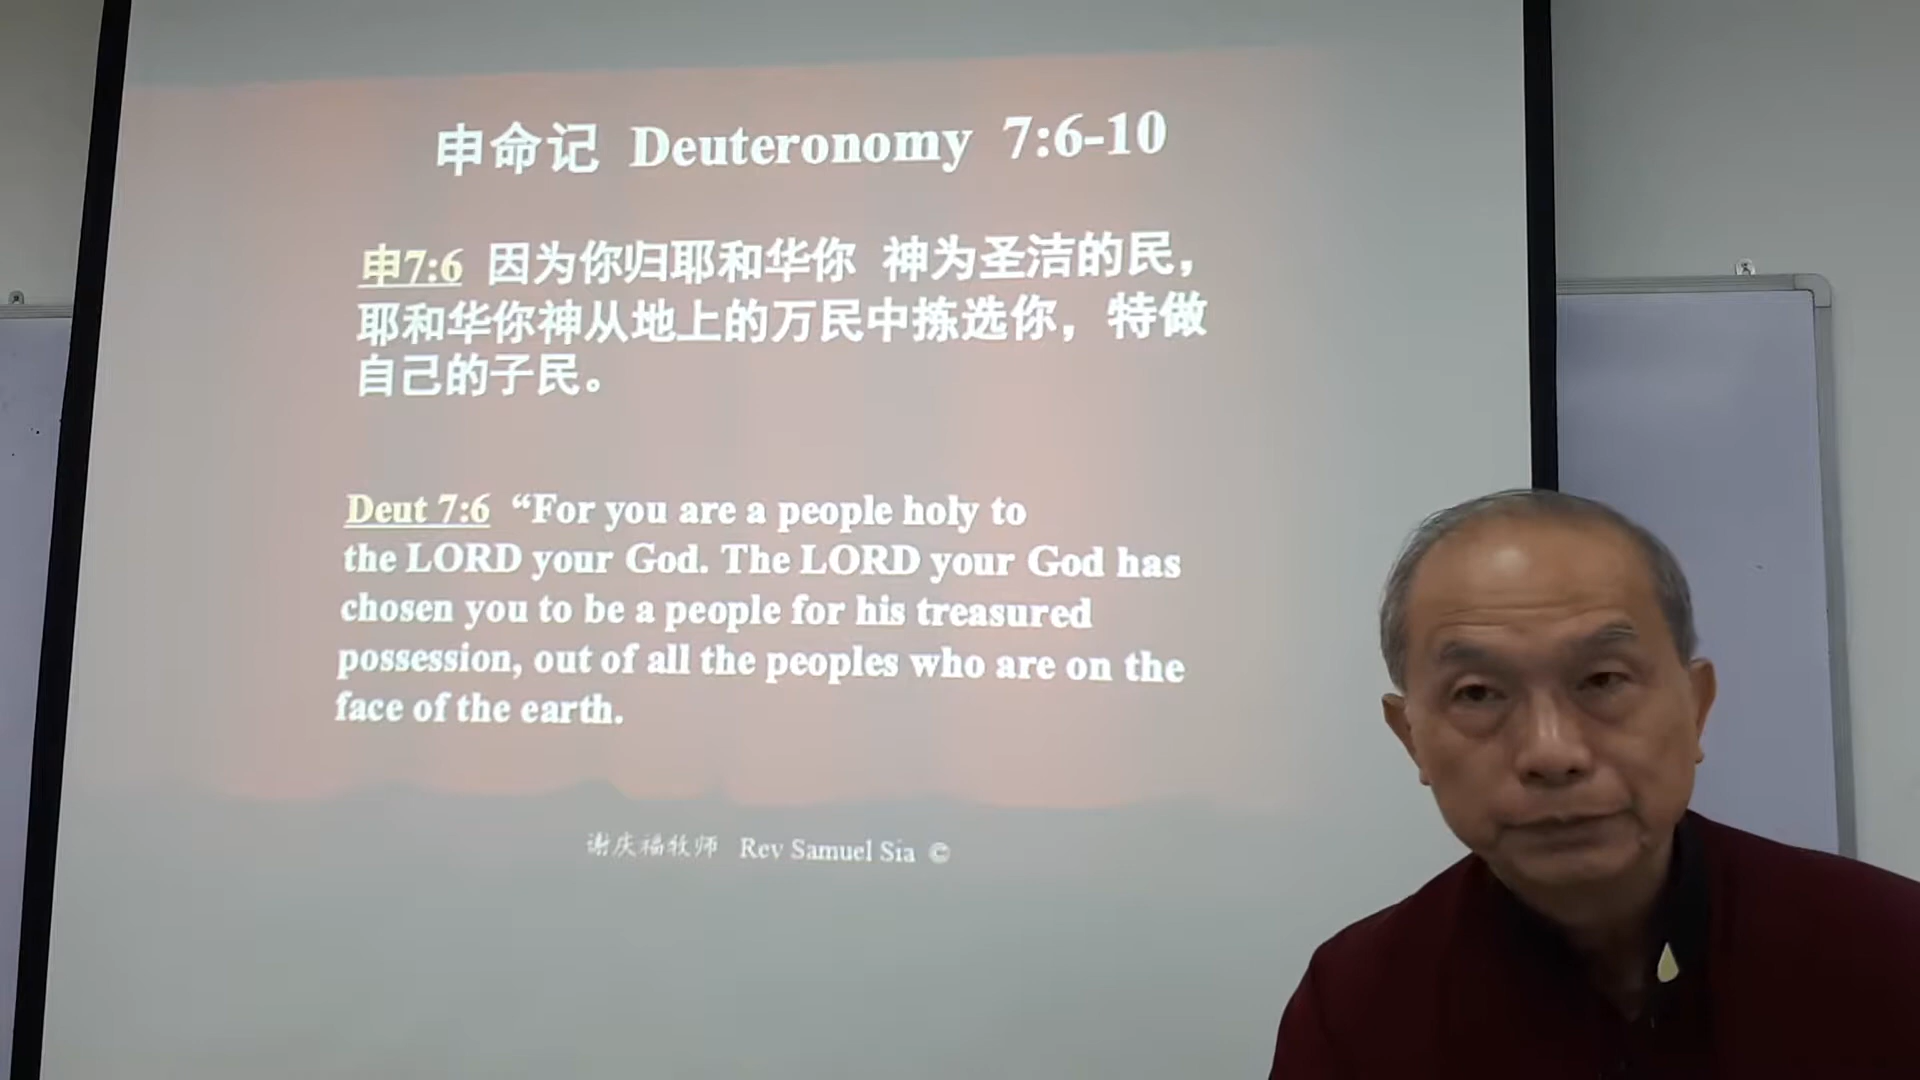 申命记 Deuteronomy 7:6-10
申7:6 因为你归耶和华你 神为圣洁的民，
耶和华你神从地上的万民中拣选你，特做
自己的子民。
Deut 7:6 “For you are a people holy to
the LORD your God. The LORD your God has
chosen you to be a people for his treasured
possession, out of all the peoples who are on the
face of the earth.
谢庆福牧师 Rev Samuel Sia ©